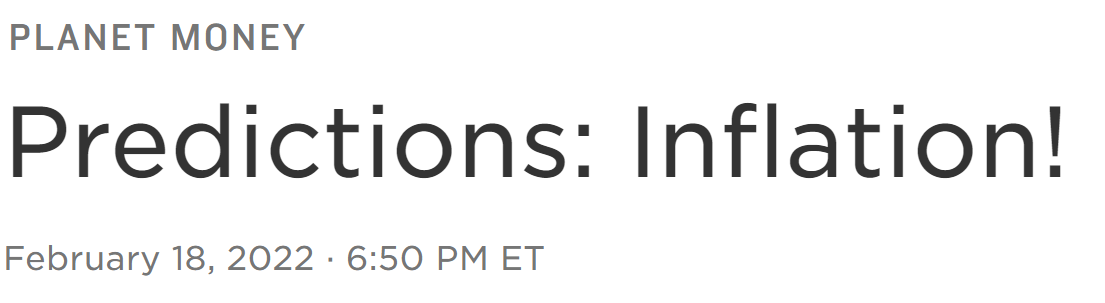 PLANET MONEY
Predictions: Inflation!
February 18, 2022 · 6:50 PM ET